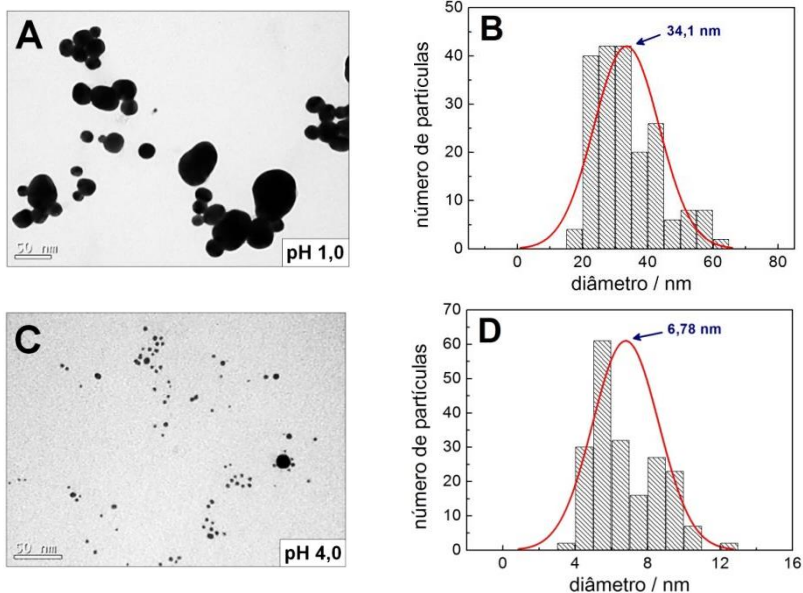 A
50 nm
pH 1,0
B
34,1 nm
número de partículas
50
40
30
20
10
0
0 20 40 60 80
diâmetro / nm
C
50 nm
pH 4,0
D
6,78 nm
número de partículas
70
60
50
40
30
20
10
0
0 4 8 12 16
diâmetro / nm